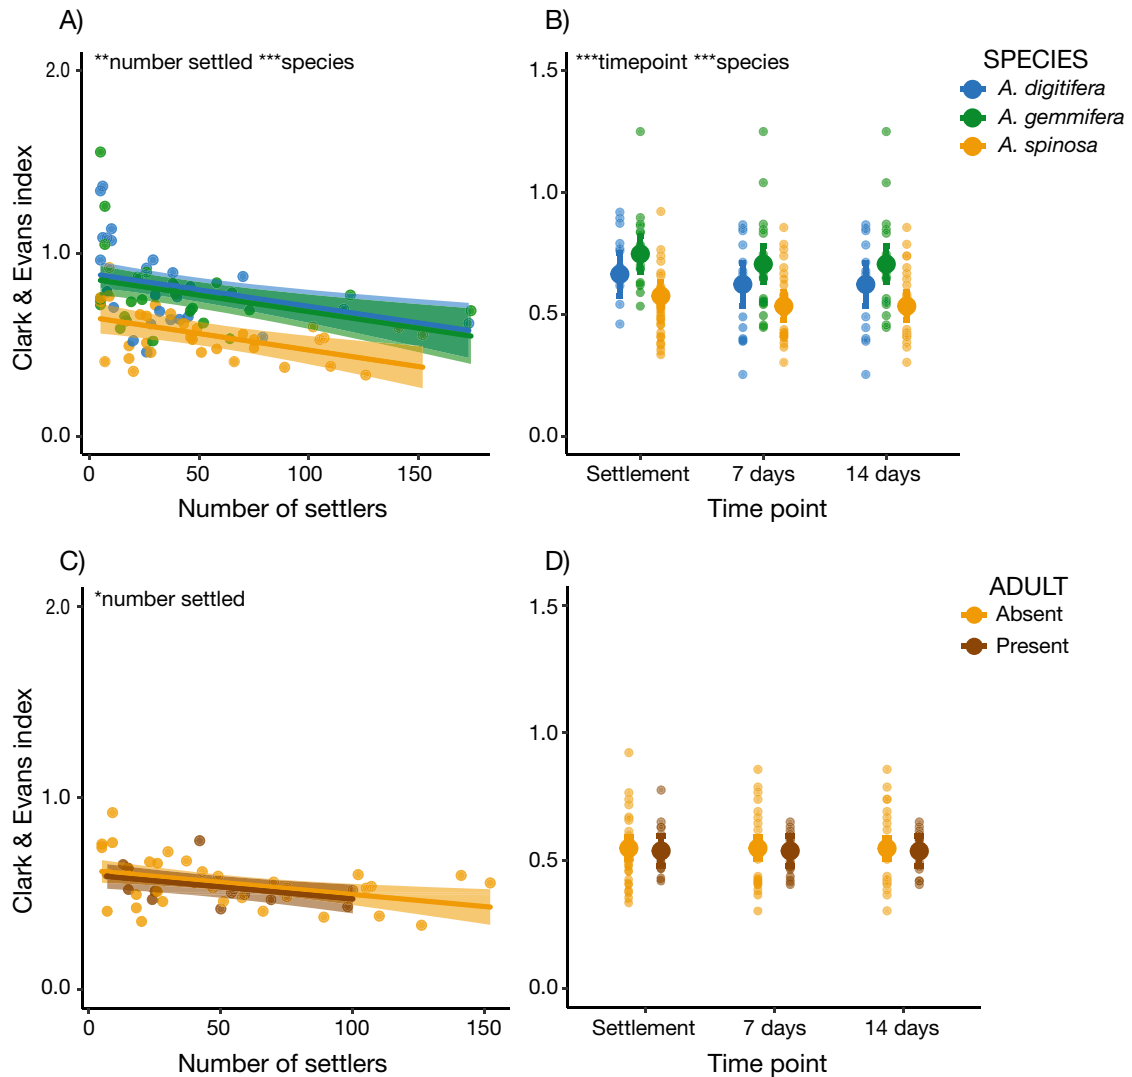 A)
**number settled ***species
2.0
1.0
0.0
Clark & Evans index
0
50
100
150
Number of settlers
B)
***timepoint ***species
1.5
1.0
0.5
0.0
Settlement
7 days
14 days
Time point
SPECIES
A. digitifera
A. gemmifera
A. spinosa
C)
*number settled
2.0
1.0
0.0
Clark & Evans index
0
50
100
150
Number of settlers
D)
1.5
1.0
0.5
0.0
Settlement
7 days
14 days
Time point
ADULT
Absent
Present